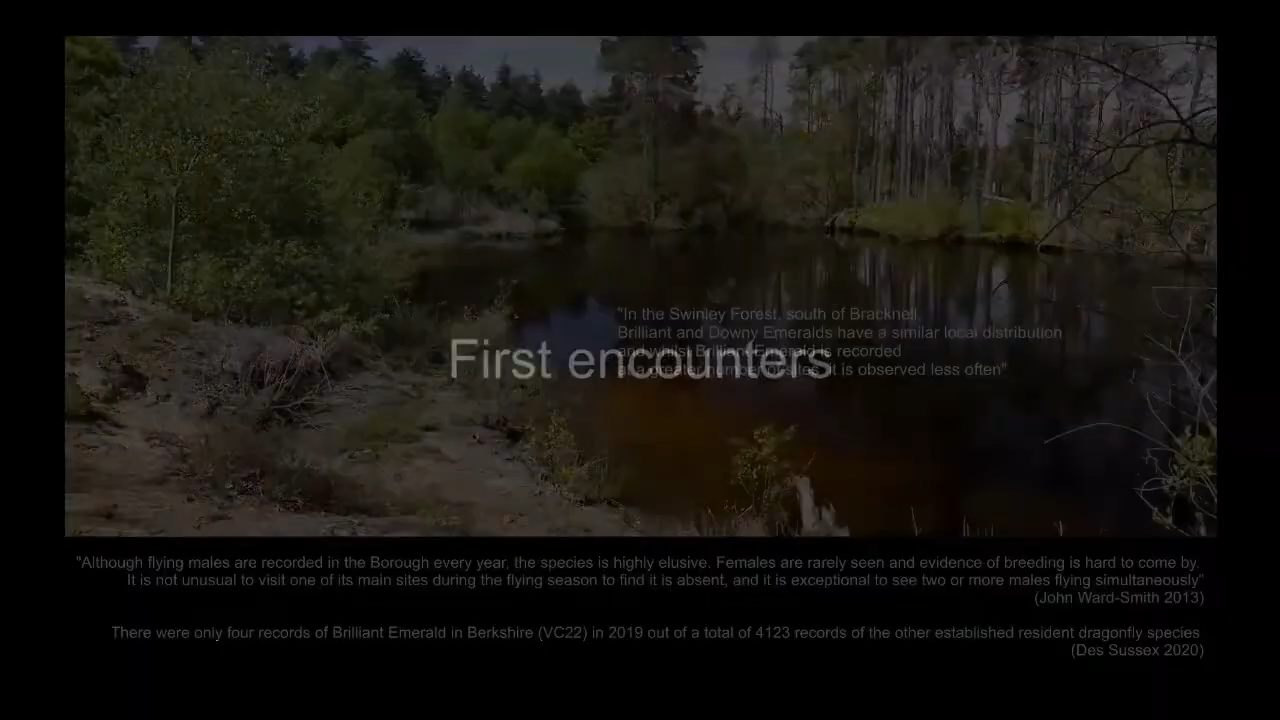 "In the Swinley Forest, south of Bracknell
Brilliant and Downy Emeralds have a similar local distribution
and whilst Brilliant Emerald is recorded
at a greater number of sites, it is observed less often"
First encounters
"Although flying males are recorded in the Borough every year, the species is highly elusive. Females are rarely seen and evidence of breeding is hard to come by.
It is not unusual to visit one of its main sites during the flying season to find it is absent, and it is exceptional to see two or more males flying simultaneously"
(John Ward-Smith 2013)
There were only four records of Brilliant Emerald in Berkshire (VC22) in 2019 out of a total of 4123 records of the other established resident dragonfly species
(Des Sussex 2020)